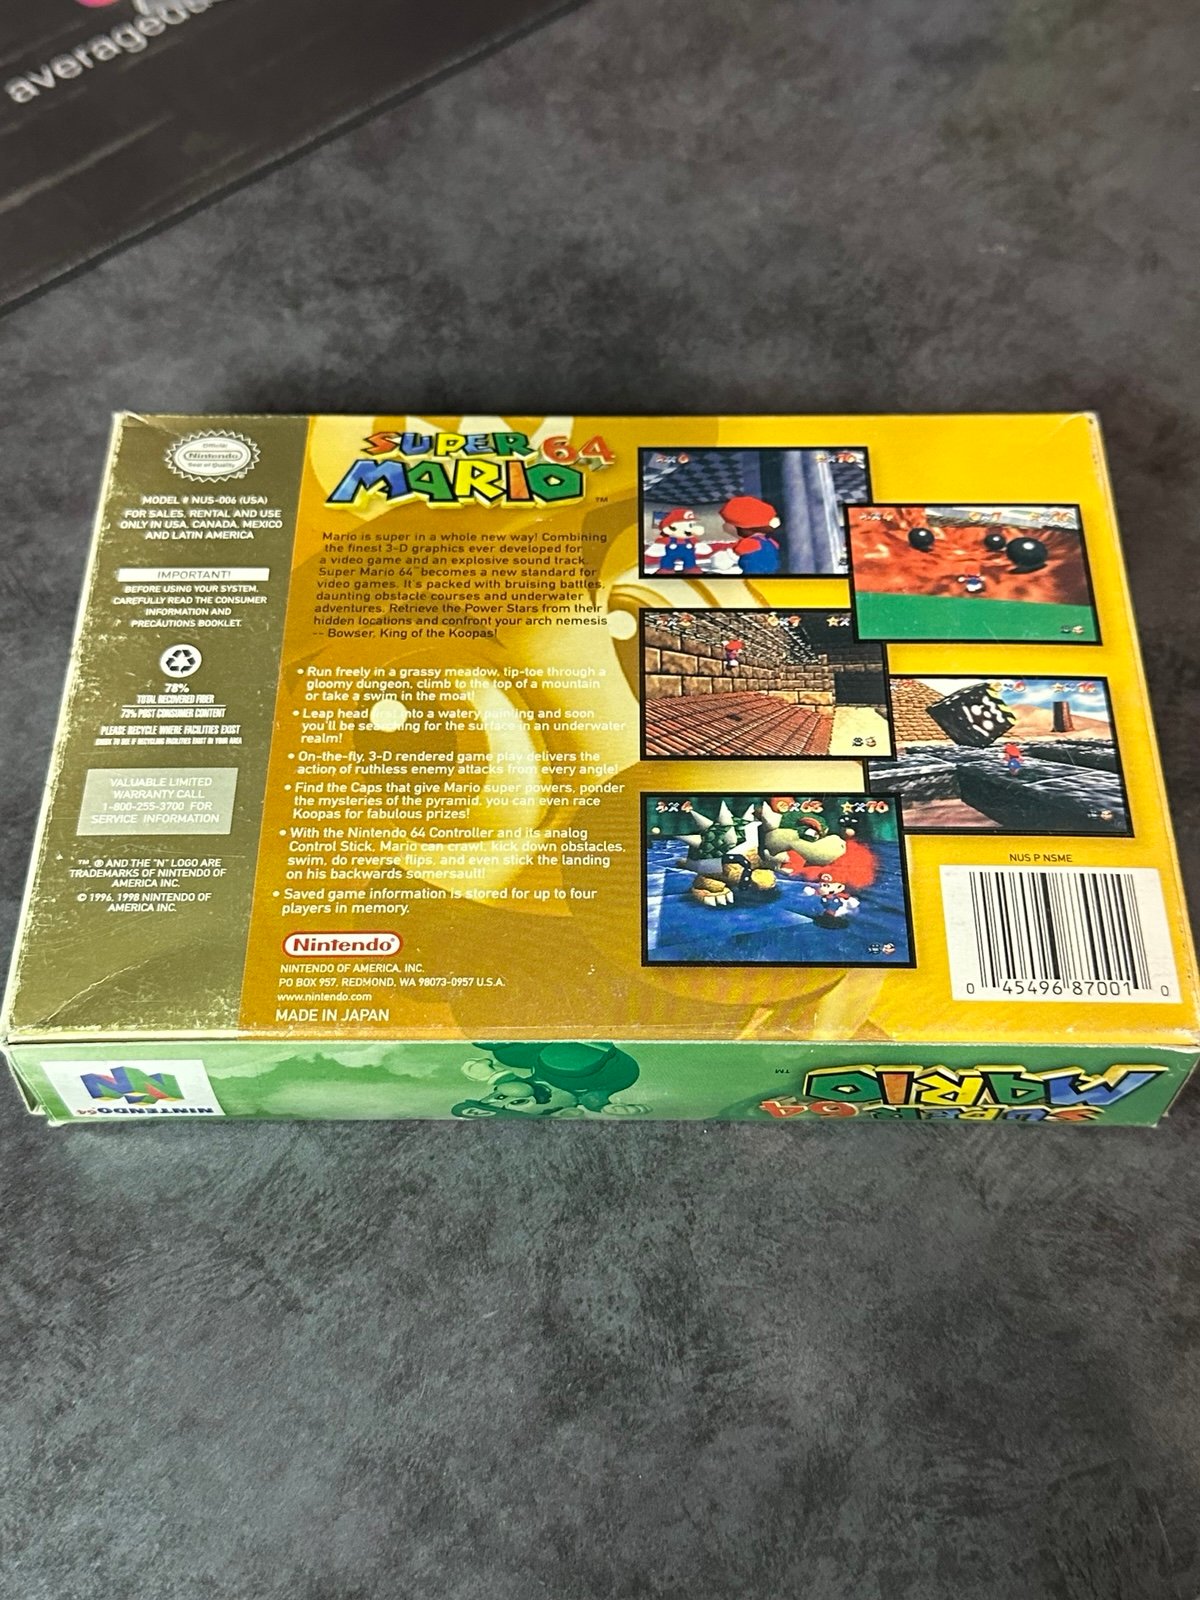 averagedu
Official
Nintendo
Seal of Quality
MODEL # NUS-006 (USA)
FOR SALES, RENTAL AND USE
ONLY IN USA, CANADA, MEXICO
AND LATIN AMERICA
IMPORTANT!
BEFORE USING YOUR SYSTEM,
CAREFULLY READ THE CONSUMER
INFORMATION AND
PRECAUTIONS BOOKLET.
78%
TOTAL RECOVERED FIBER
73% POST CONSUMER CONTENT
PLEASE RECYCLE WHERE FACILITIES EXIST
VALUABLE LIMITED
WARRANTY CALL
1-800-255-3700 FOR
SERVICE INFORMATION
™, ® AND THE "N" LOGO ARE
TRADEMARKS OF NINTENDO OF
AMERICA INC.
© 1996, 1998 NINTENDO OF
AMERICA INC.
SUPER
MARIO 64™
Mario is super in a whole new way! Combining
the finest 3-D graphics ever developed for
a video game and an explosive sound track,
Super Mario 64™ becomes a new standard for
video games. It's packed with bruising battles,
daunting obstacle courses and underwater
adventures. Retrieve the Power Stars from their
hidden locations and confront your arch nemesis
-- Bowser, King of the Koopas!
• Run freely in a grassy meadow, tip-toe through a
gloomy dungeon, climb to the top of a mountain
or take a swim in the moat!
• Leap head first into a watery painting and soon
you'll be searching for the surface in an underwater
realm!
• On-the-fly, 3-D rendered game play delivers the
action of ruthless enemy attacks from every angle!
• Find the Caps that give Mario super powers, ponder
the mysteries of the pyramid, you can even race
Koopas for fabulous prizes!
• With the Nintendo 64 Controller and its analog
Control Stick, Mario can crawl, kick down obstacles,
swim, do reverse flips, and even stick the landing
on his backwards somersault!
• Saved game information is stored for up to four
players in memory.
Nintendo®
NINTENDO OF AMERICA, INC.
PO BOX 957, REDMOND, WA 98073-0957 U.S.A.
www.nintendo.com
MADE IN JAPAN
×4 ×63 ×70
NUS P NSME
0 45496 87001 0
NINTENDO64
SUPER
MARIO 64™